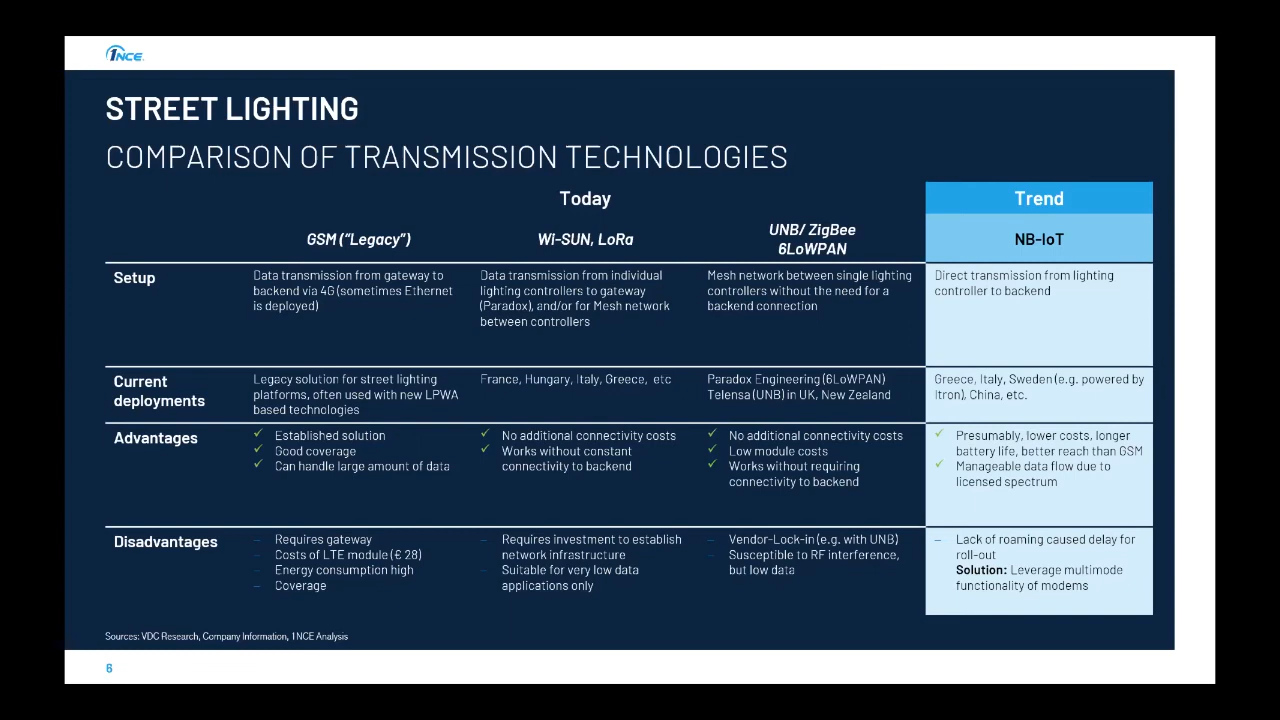 1NCE
STREET LIGHTING
COMPARISON OF TRANSMISSION TECHNOLOGIES
Today
Trend
GSM ("Legacy")
Wi-SUN, LoRa
UNB/ ZigBee
6LoWPAN
NB-IoT
Setup
Data transmission from gateway to
backend via 4G (sometimes Ethernet
is deployed)
Data transmission from individual
lighting controllers to gateway
(Paradox), and/or for Mesh network
between controllers
Mesh network between single lighting
controllers without the need for a
backend connection
Direct transmission from lighting
controller to backend
Current
deployments
Legacy solution for street lighting
platforms, often used with new LPWA
based technologies
France, Hungary, Italy, Greece, etc
Paradox Engineering (6LoWPAN)
Telensa (UNB) in UK, New Zealand
Greece, Italy, Sweden (e.g. powered by
Itron), China, etc.
Advantages
✓ Established solution
✓ Good coverage
✓ Can handle large amount of data
✓ No additional connectivity costs
✓ Works without constant
connectivity to backend
✓ No additional connectivity costs
✓ Low module costs
✓ Works without requiring
connectivity to backend
✓ Presumably, lower costs, longer
battery life, better reach than GSM
✓ Manageable data flow due to
licensed spectrum
Disadvantages
– Requires gateway
– Costs of LTE module (€ 28)
– Energy consumption high
– Coverage
– Requires investment to establish
network infrastructure
– Suitable for very low data
applications only
– Vendor-Lock-in (e.g. with UNB)
– Susceptible to RF interference,
but low data
– Lack of roaming caused delay for
roll-out
Solution: Leverage multimode
functionality of modems
Sources: VDC Research, Company Information, 1NCE Analysis
6